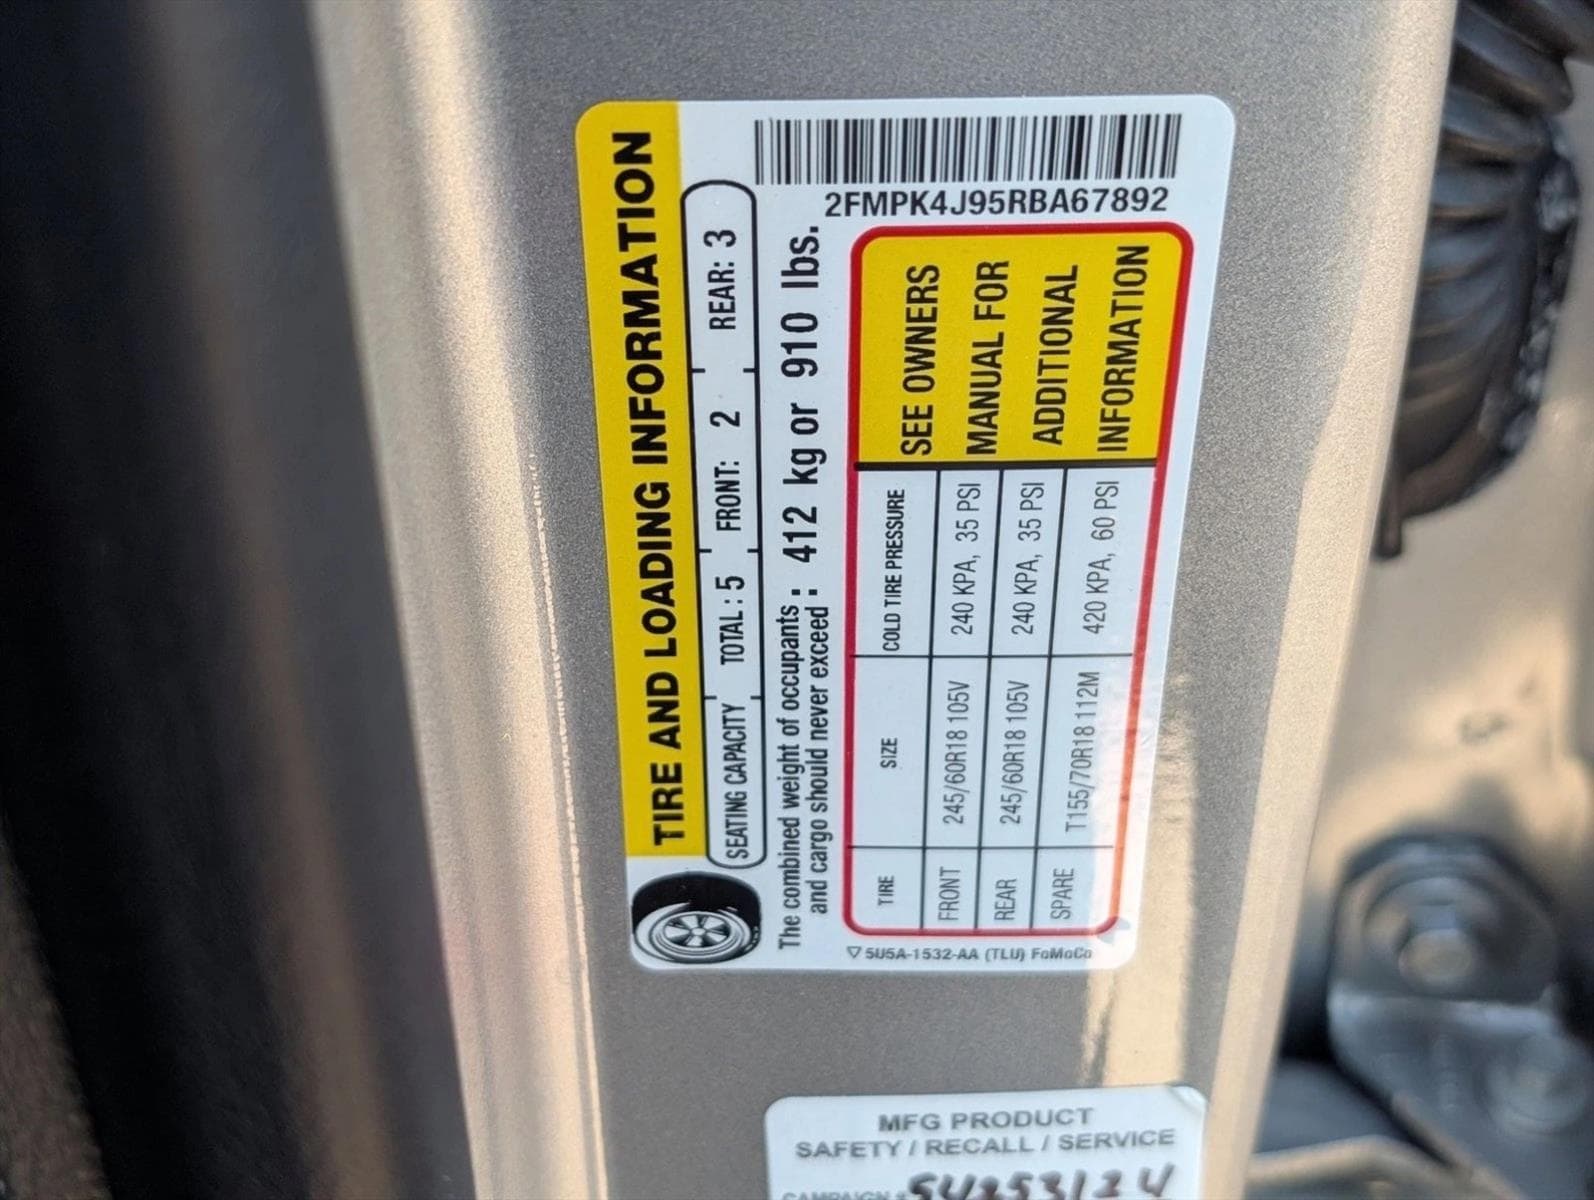 TIRE AND LOADING INFORMATION
SEATING CAPACITY TOTAL : 5 FRONT: 2 REAR: 3
The combined weight of occupants
and cargo should never exceed : 412 kg or 910 lbs.
2FMPK4J95RBA67892
TIRE SIZE COLD TIRE PRESSURE
FRONT 245/60R18 105V 240 KPA, 35 PSI
REAR 245/60R18 105V 240 KPA, 35 PSI
SPARE T155/70R18 112M 420 KPA, 60 PSI
SEE OWNERS
MANUAL FOR
ADDITIONAL
INFORMATION
5U5A-1532-AA (TLU) FoMoCo
MFG PRODUCT
SAFETY / RECALL / SERVICE
CAMPAIGN #